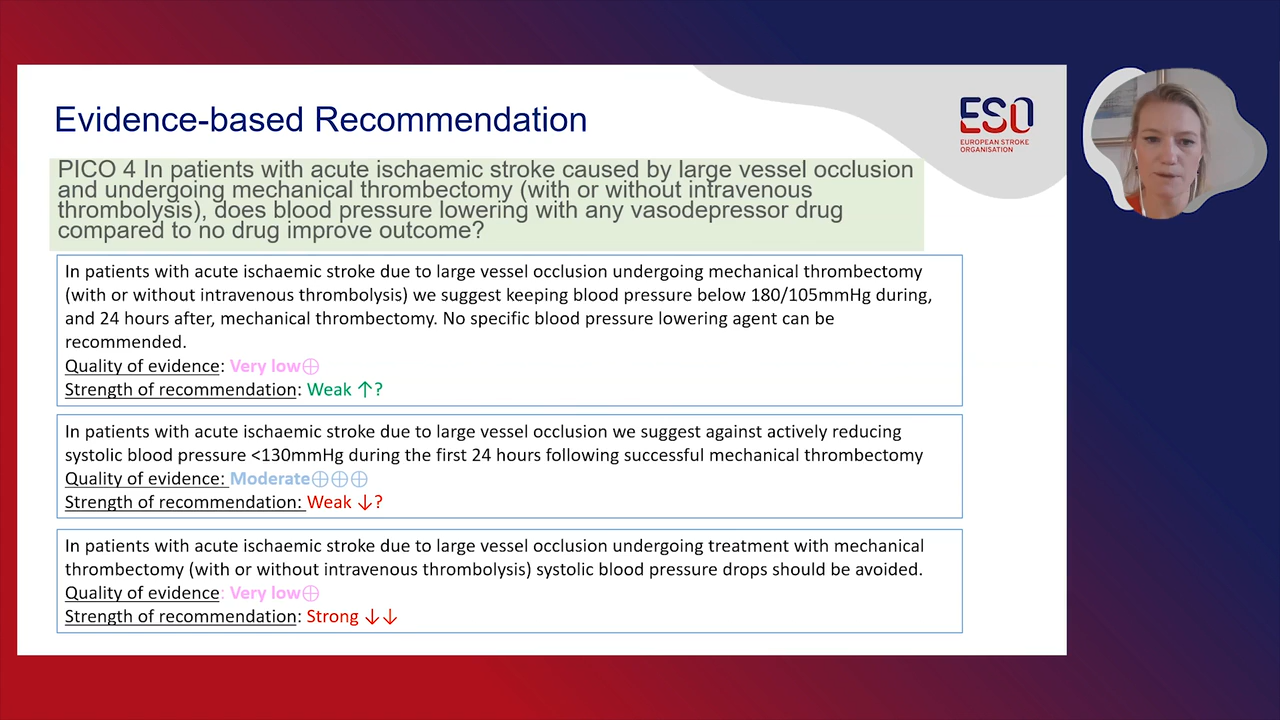 Evidence-based Recommendation
ESO
EUROPEAN STROKE
ORGANISATION
PICO 4 In patients with acute ischaemic stroke caused by large vessel occlusion
and undergoing mechanical thrombectomy (with or without intravenous
thrombolysis), does blood pressure lowering with any vasodepressor drug
compared to no drug improve outcome?
In patients with acute ischaemic stroke due to large vessel occlusion undergoing mechanical thrombectomy
(with or without intravenous thrombolysis) we suggest keeping blood pressure below 180/105mmHg during,
and 24 hours after, mechanical thrombectomy. No specific blood pressure lowering agent can be
recommended.
Quality of evidence: Very low⊕
Strength of recommendation: Weak ↑?
In patients with acute ischaemic stroke due to large vessel occlusion we suggest against actively reducing
systolic blood pressure <130mmHg during the first 24 hours following successful mechanical thrombectomy
Quality of evidence: Moderate⊕⊕⊕
Strength of recommendation: Weak ↓?
In patients with acute ischaemic stroke due to large vessel occlusion undergoing treatment with mechanical
thrombectomy (with or without intravenous thrombolysis) systolic blood pressure drops should be avoided.
Quality of evidence: Very low⊕
Strength of recommendation: Strong ↓↓